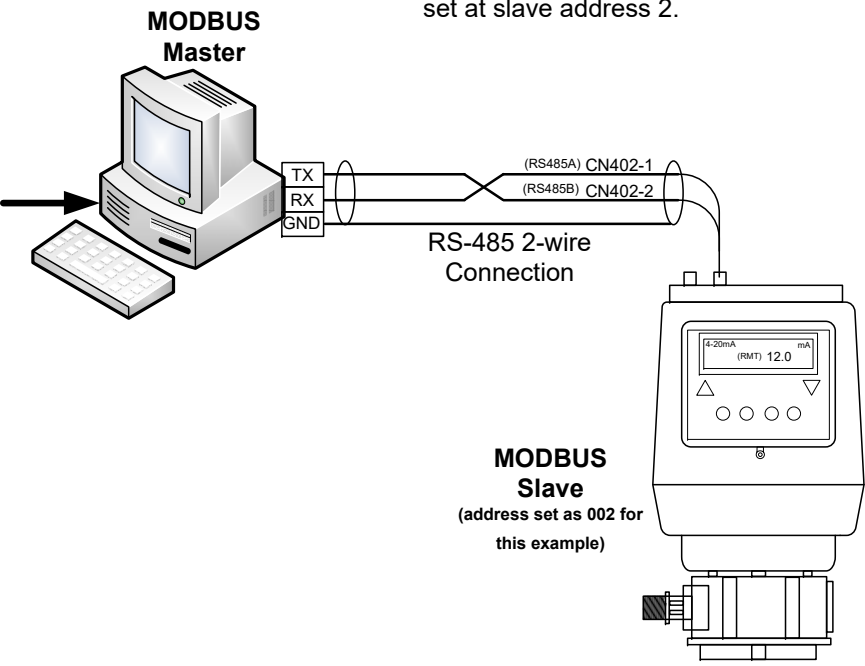 set at slave address 2.
MODBUS
Master
TX
RX
GND
(RS485A) CN402-1
(RS485B) CN402-2
RS-485 2-wire
Connection
4-20mA mA
(RMT) 12.0
MODBUS
Slave
(address set as 002 for
this example)